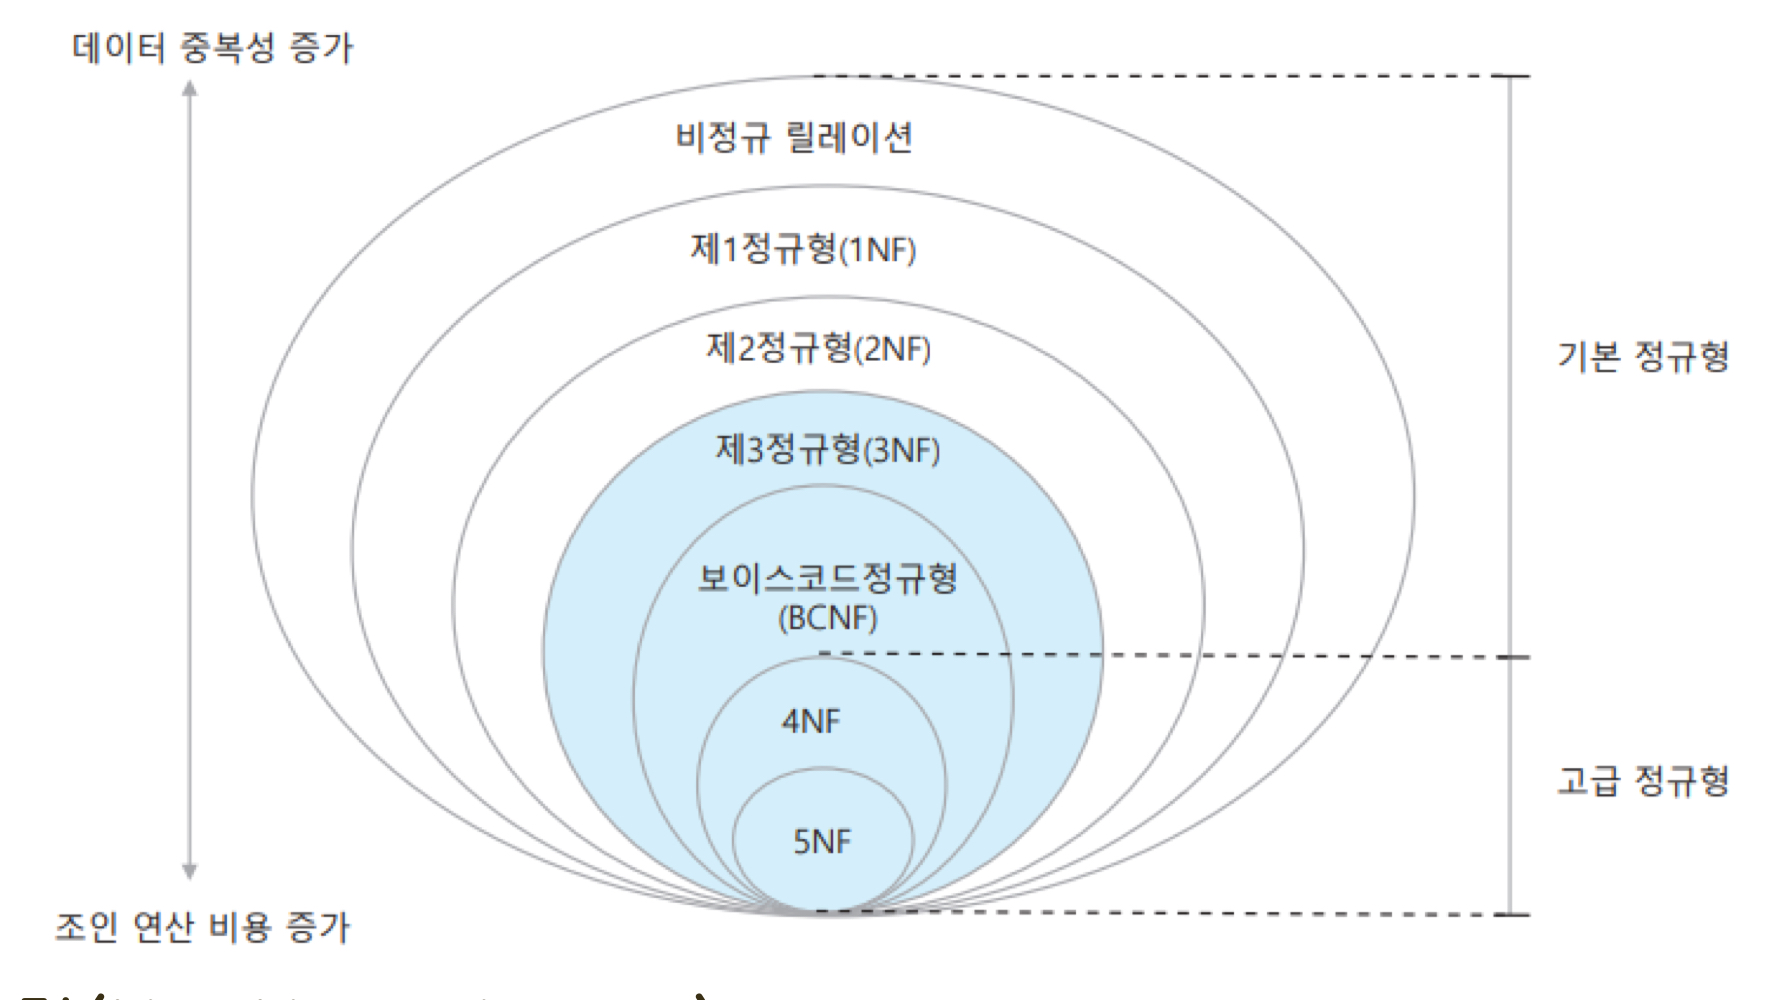 데이터 중복성 증가
비정규 릴레이션
제1정규형(1NF)
제2정규형(2NF)
기본 정규형
제3정규형(3NF)
보이스코드정규형
(BCNF)
4NF
고급 정규형
5NF
조인 연산 비용 증가